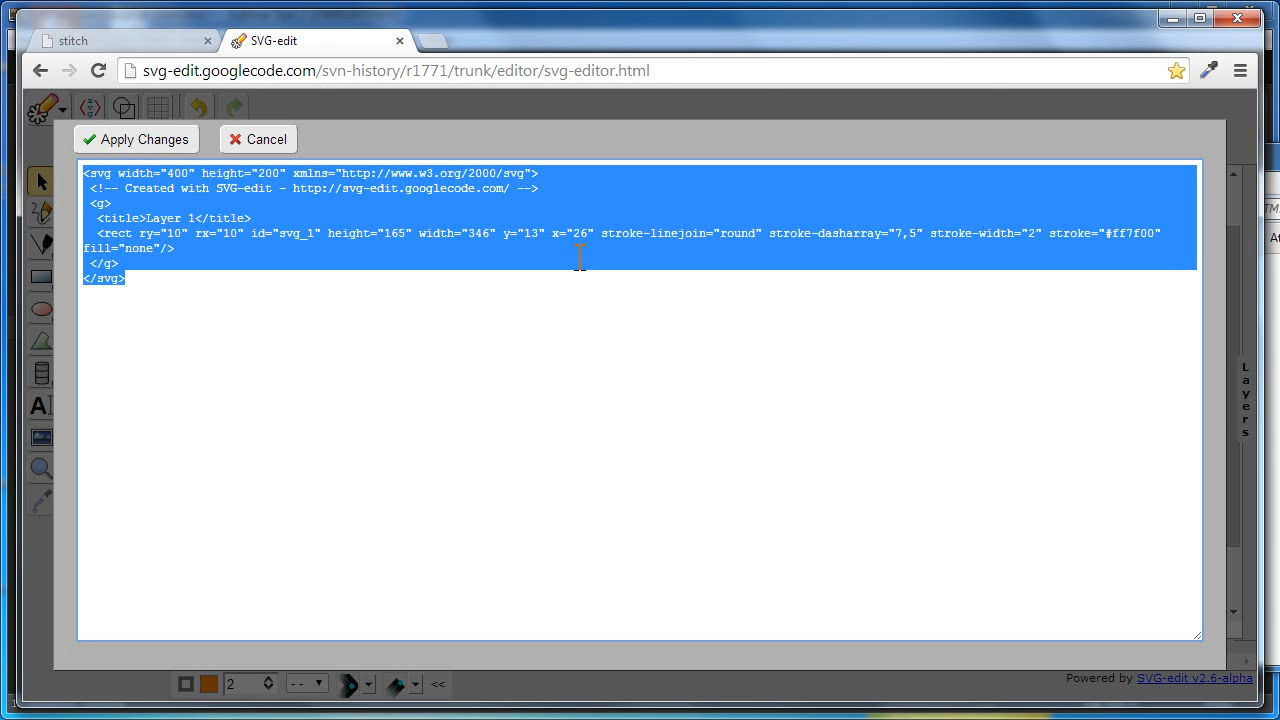 stitch
SVG-edit
svg-edit.googlecode.com/svn-history/r1771/trunk/editor/svg-editor.html
Apply Changes
Cancel
<svg width="400" height="200" xmlns="http://www.w3.org/2000/svg">
<!-- Created with SVG-edit - http://svg-edit.googlecode.com/ -->
<g>
<title>Layer 1</title>
<rect ry="10" rx="10" id="svg_1" height="165" width="346" y="13" x="26" stroke-linejoin="round" stroke-dasharray="7,5" stroke-width="2" stroke="#ff7f00"
fill="none"/>
</g>
</svg>
A
Layers
2
- -
<<
Powered by SVG-edit v2.6-alpha